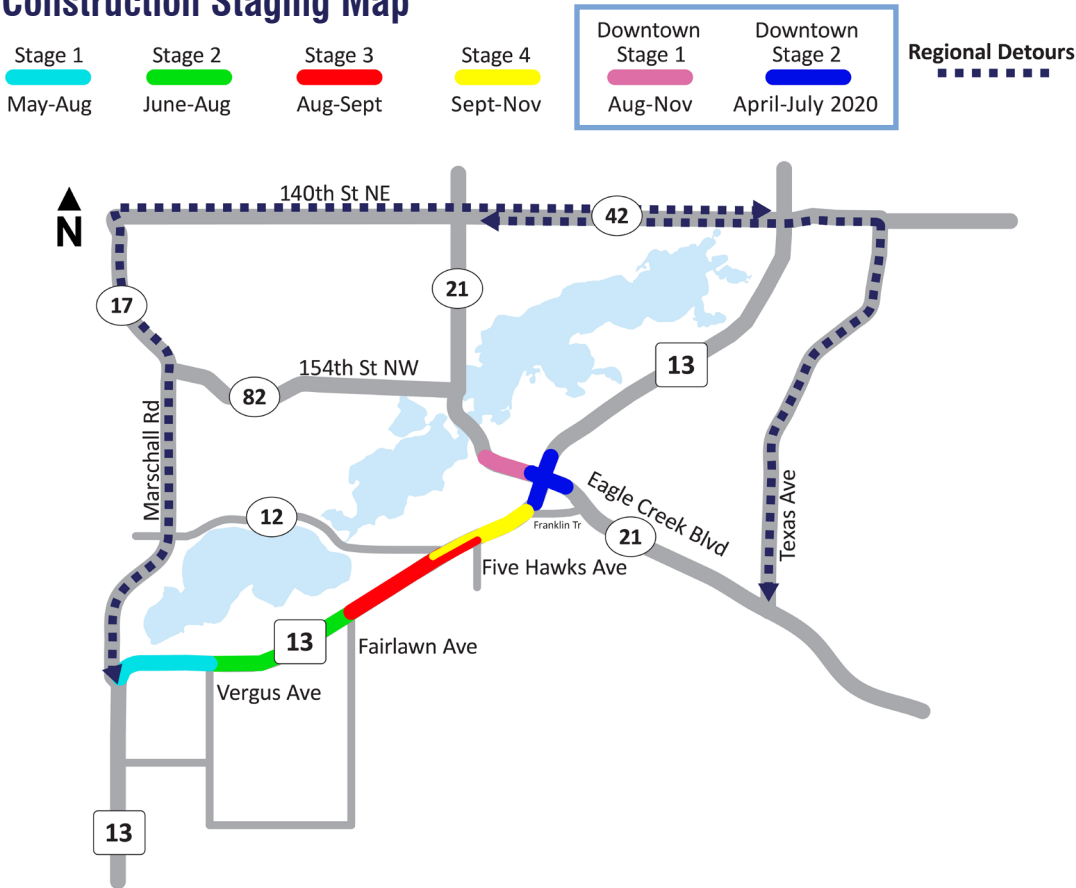 Construction Staging Map
Stage 1
May-Aug
Stage 2
June-Aug
Stage 3
Aug-Sept
Stage 4
Sept-Nov
Downtown
Stage 1
Aug-Nov
Downtown
Stage 2
April-July 2020
Regional Detours
N
140th St NE
42
17
21
154th St NW
82
13
Marschall Rd
12
Eagle Creek Blvd
Franklin Tr
21
Texas Ave
Five Hawks Ave
13
Fairlawn Ave
Vergus Ave
13